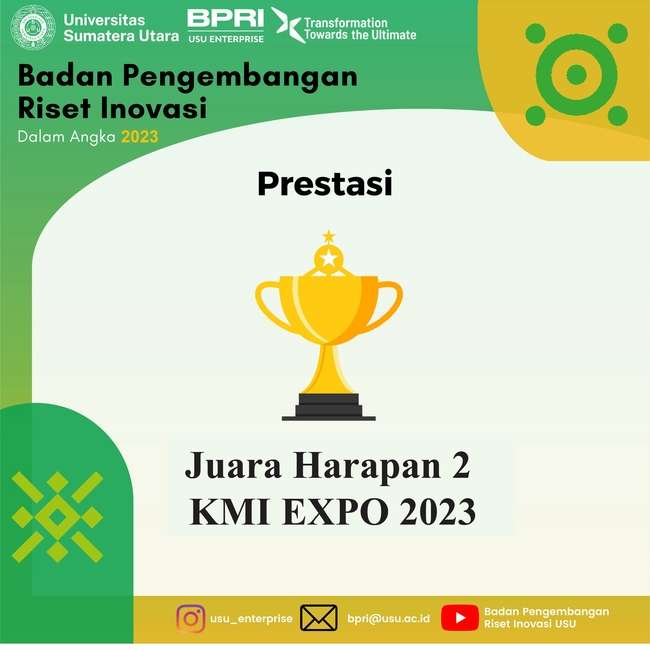 Universitas
Sumatera Utara
BPRI
USU ENTERPRISE
Transformation
Towards the Ultimate
Badan Pengembangan
Riset Inovasi
Dalam Angka 2023
Prestasi
Juara Harapan 2
KMI EXPO 2023
usu_enterprise
bpri@usu.ac.id
Badan Pengembangan
Riset Inovasi USU